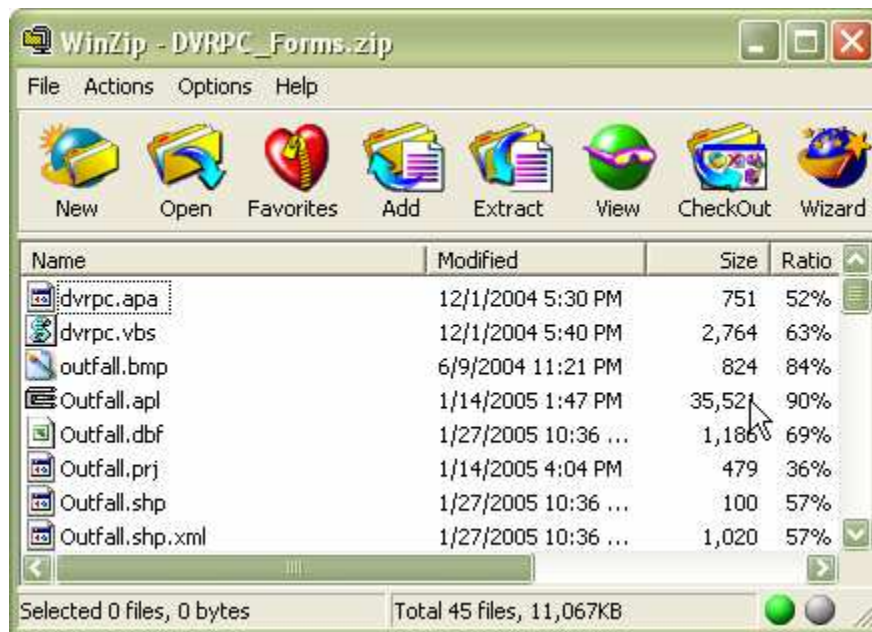 WinZip - DVRPC_Forms.zip
File Actions Options Help
New Open Favorites Add Extract View CheckOut Wizard
Name Modified Size Ratio
dvrpc.apa 12/1/2004 5:30 PM 751 52%
dvrpc.vbs 12/1/2004 5:40 PM 2,764 63%
outfall.bmp 6/9/2004 11:21 PM 824 84%
Outfall.apl 1/14/2005 1:47 PM 35,521 90%
Outfall.dbf 1/27/2005 10:36 ... 1,186 69%
Outfall.prj 1/14/2005 4:04 PM 479 36%
Outfall.shp 1/27/2005 10:36 ... 100 57%
Outfall.shp.xml 1/27/2005 10:36 ... 1,020 57%
Selected 0 files, 0 bytes Total 45 files, 11,067KB